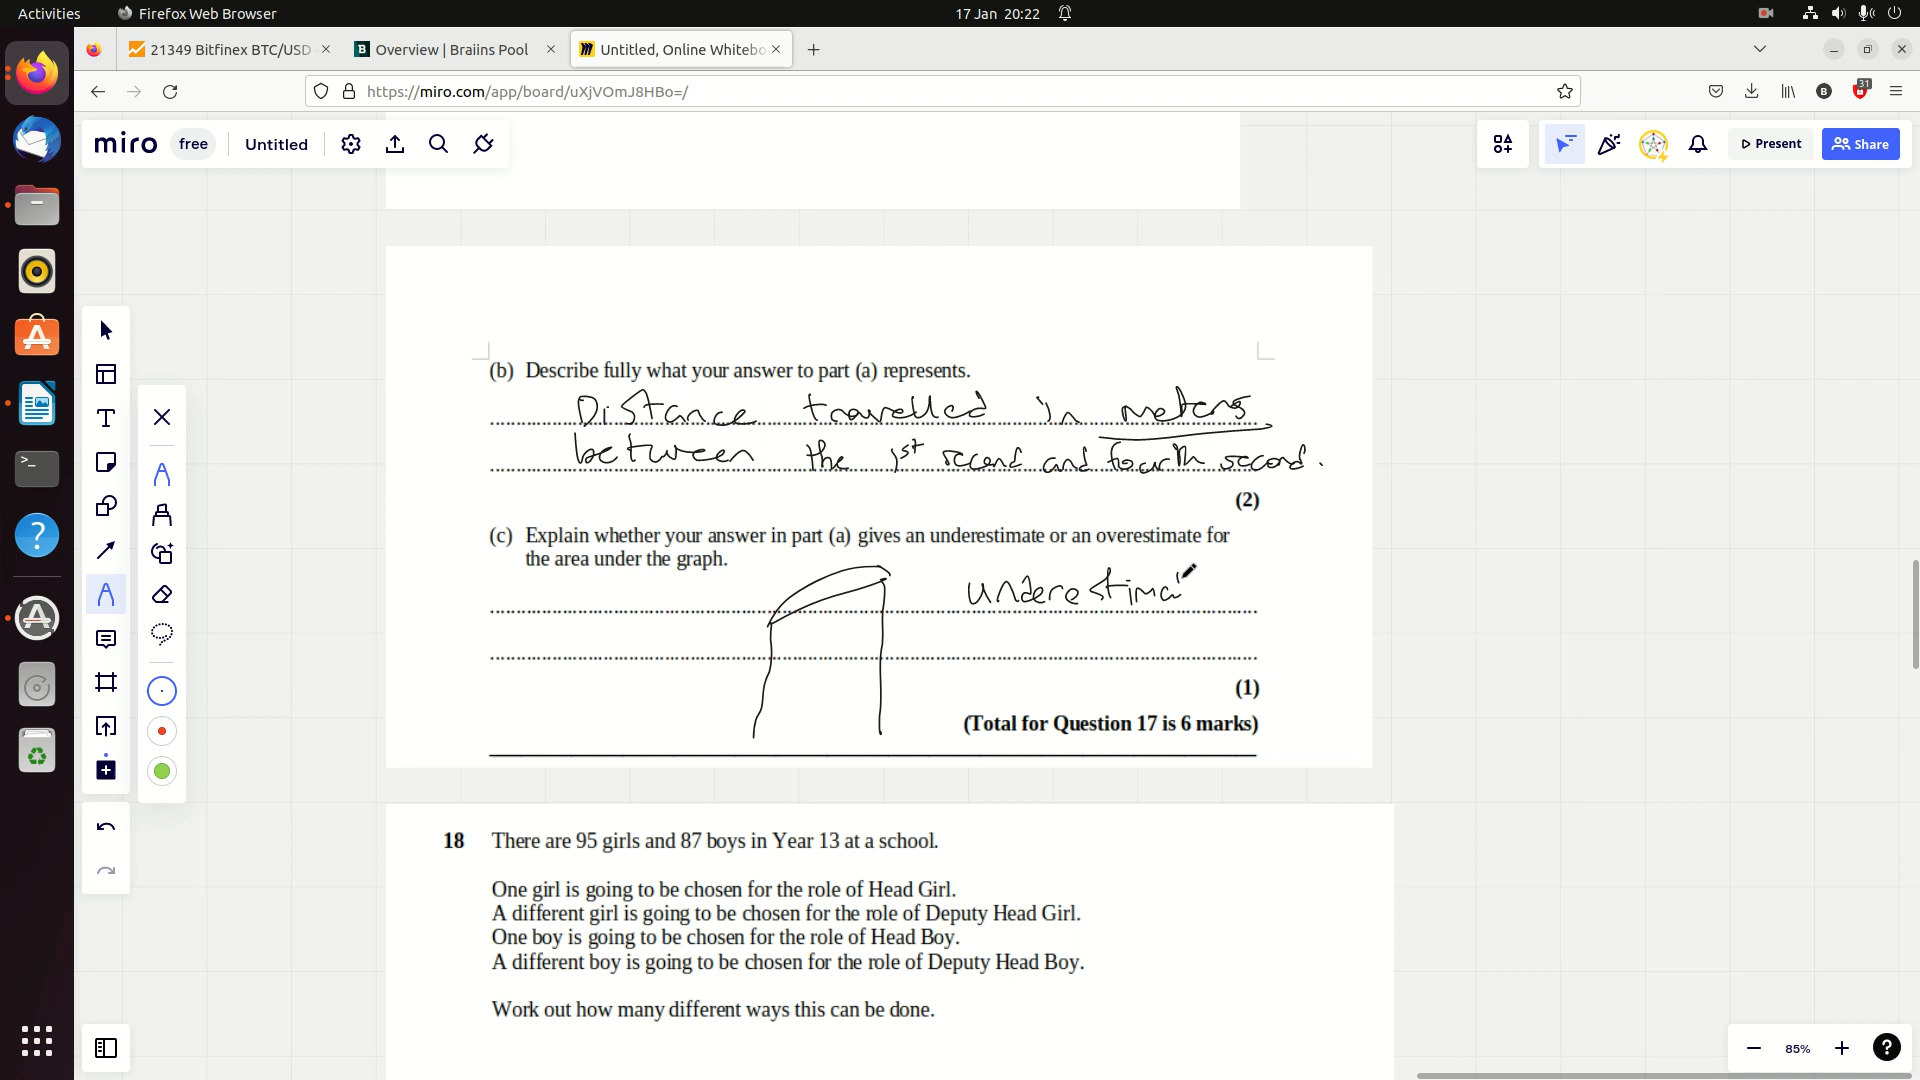 Activities
Firefox Web Browser
17 Jan 20:22
21349 Bitfinex BTC/USD
Overview | Braiins Pool
Untitled, Online Whitebo
https://miro.com/app/board/uXjVOmJ8HBo=/
31
miro
free
Untitled
Present
Share
(b) Describe fully what your answer to part (a) represents.
Distance travelled in meters
between the 1st second and fourth second.
(2)
(c) Explain whether your answer in part (a) gives an underestimate or an overestimate for
the area under the graph.
underestima
(1)
(Total for Question 17 is 6 marks)
18 There are 95 girls and 87 boys in Year 13 at a school.
One girl is going to be chosen for the role of Head Girl.
A different girl is going to be chosen for the role of Deputy Head Girl.
One boy is going to be chosen for the role of Head Boy.
A different boy is going to be chosen for the role of Deputy Head Boy.
Work out how many different ways this can be done.
85%